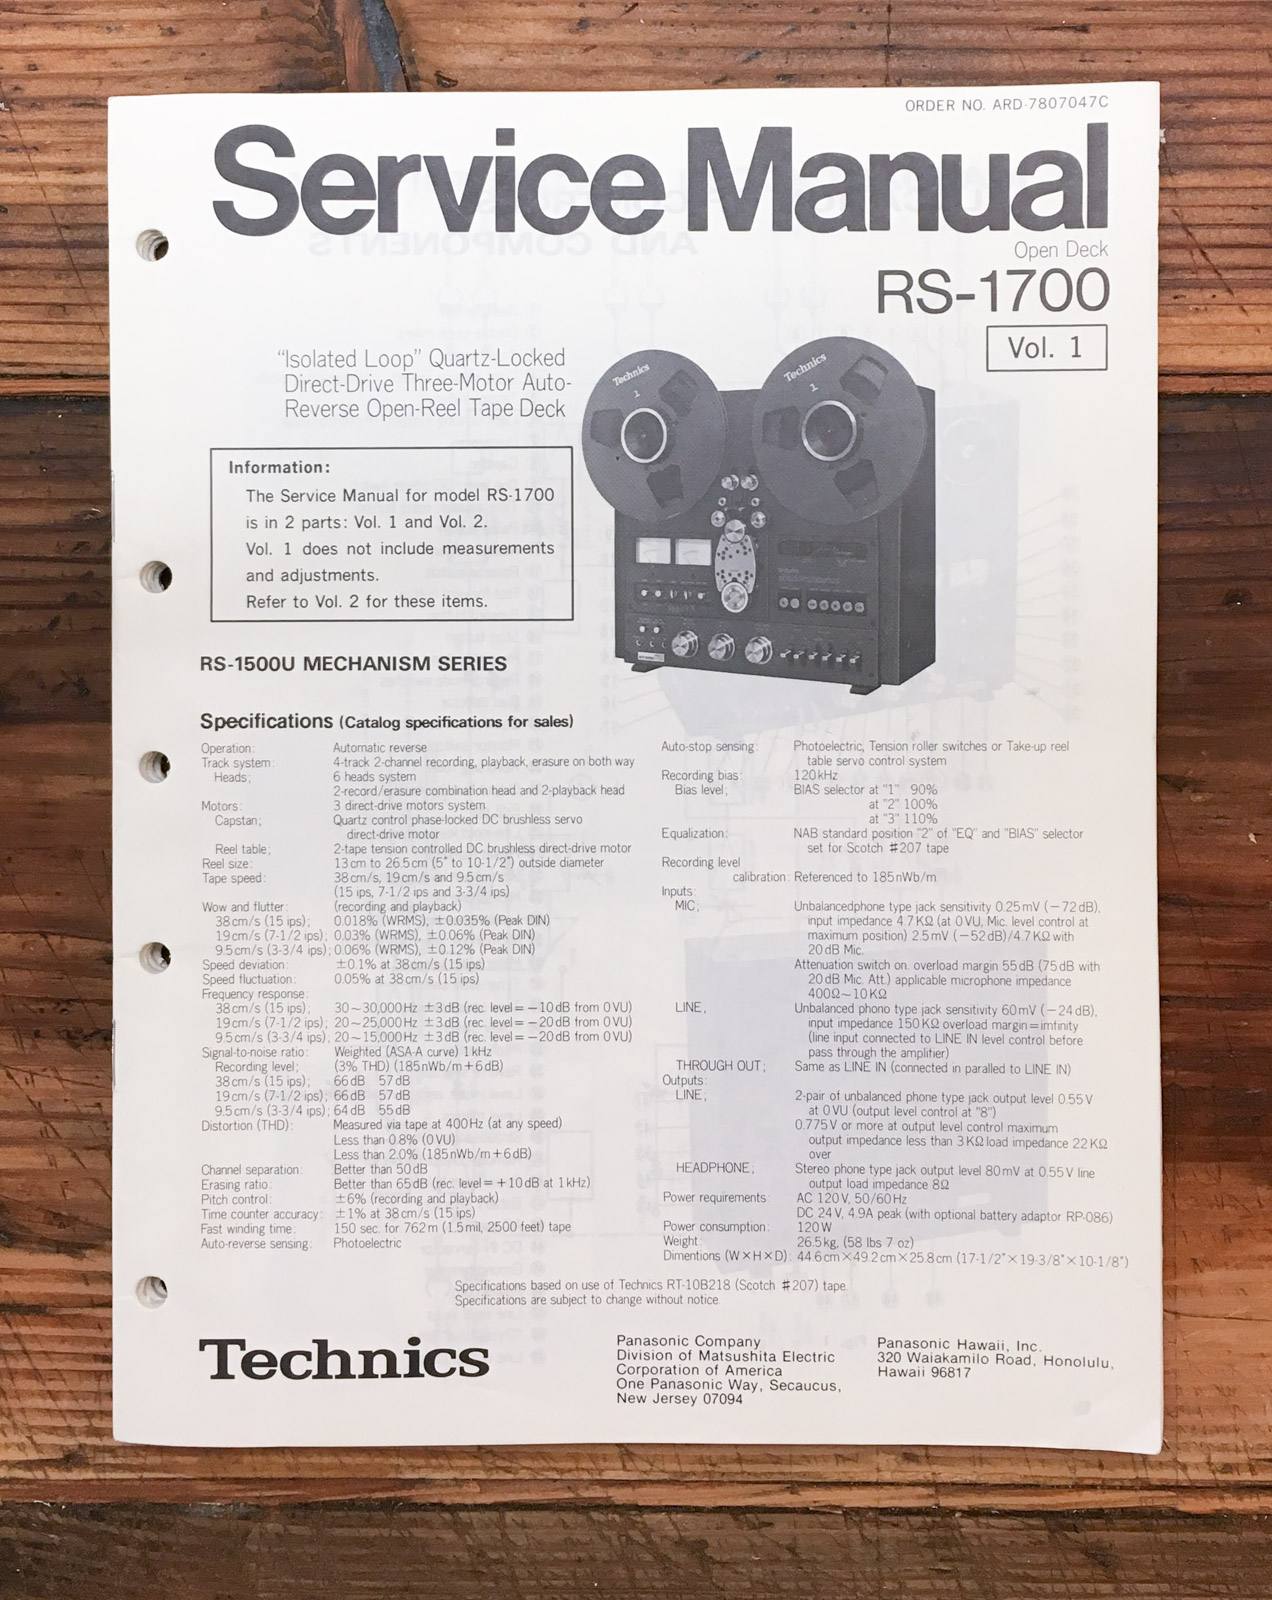 ORDER NO. ARD-7807047C
Service Manual
Open Deck
RS-1700
Vol. 1
"Isolated Loop" Quartz-Locked
Direct-Drive Three-Motor Auto-
Reverse Open-Reel Tape Deck
Technics
1
Technics
1
Information:
The Service Manual for model RS-1700
is in 2 parts: Vol. 1 and Vol. 2.
Vol. 1 does not include measurements
and adjustments.
Refer to Vol. 2 for these items.
RS-1500U MECHANISM SERIES
Specifications (Catalog specifications for sales)
Operation: Automatic reverse
Track system: 4-track 2-channel recording, playback, erasure on both way
Heads; 6 heads system
2-record/erasure combination head and 2-playback head
Motors: 3 direct-drive motors system
Capstan; Quartz control phase-locked DC brushless servo
direct-drive motor
Reel table; 2-tape tension controlled DC brushless direct-drive motor
Reel size: 13cm to 26.5cm (5" to 10-1/2") outside diameter
Tape speed: 38cm/s, 19cm/s and 9.5cm/s
(15 ips, 7-1/2 ips and 3-3/4 ips)
Wow and flutter: (recording and playback)
38cm/s (15 ips); 0.018% (WRMS), ±0.035% (Peak DIN)
19cm/s (7-1/2 ips); 0.03% (WRMS), ±0.06% (Peak DIN)
9.5cm/s (3-3/4 ips); 0.06% (WRMS), ±0.12% (Peak DIN)
Speed deviation: ±0.1% at 38cm/s (15 ips)
Speed fluctuation: 0.05% at 38cm/s (15 ips)
Frequency response:
38cm/s (15 ips); 30~30,000Hz ±3dB (rec. level=−10dB from 0VU)
19cm/s (7-1/2 ips); 20~25,000Hz ±3dB (rec. level=−20dB from 0VU)
9.5cm/s (3-3/4 ips); 20~15,000Hz ±3dB (rec. level=−20dB from 0VU)
Signal-to-noise ratio: Weighted (ASA-A curve) 1kHz
Recording level; (3% THD) (185nWb/m+6dB)
38cm/s (15 ips); 66dB 57dB
19cm/s (7-1/2 ips); 66dB 57dB
9.5cm/s (3-3/4 ips); 64dB 55dB
Distortion (THD): Measured via tape at 400Hz (at any speed)
Less than 0.8% (0VU)
Less than 2.0% (185nWb/m+6dB)
Channel separation: Better than 50dB
Erasing ratio: Better than 65dB (rec. level=+10dB at 1kHz)
Pitch control: ±6% (recording and playback)
Time counter accuracy: ±1% at 38cm/s (15 ips)
Fast winding time: 150 sec. for 762m (1.5mil, 2500 feet) tape
Auto-reverse sensing: Photoelectric
Auto-stop sensing: Photoelectric, Tension roller switches or Take-up reel
table servo control system
Recording bias: 120kHz
Bias level; BIAS selector at "1" 90%
at "2" 100%
at "3" 110%
Equalization: NAB standard position "2" of "EQ" and "BIAS" selector
set for Scotch #207 tape
Recording level
calibration: Referenced to 185nWb/m
Inputs:
MIC; Unbalancedphone type jack sensitivity 0.25mV (−72dB),
input impedance 4.7KΩ (at 0VU, Mic. level control at
maximum position) 2.5mV (−52dB)/4.7KΩ with
20dB Mic.
Attenuation switch on. overload margin 55dB (75dB with
20dB Mic. Att.) applicable microphone impedance
400Ω~10KΩ
LINE; Unbalanced phono type jack sensitivity 60mV (−24dB),
input impedance 150KΩ overload margin=imfinity
(line input connected to LINE IN level control before
pass through the amplifier)
THROUGH OUT; Same as LINE IN (connected in paralled to LINE IN)
Outputs:
LINE; 2-pair of unbalanced phone type jack output level 0.55V
at 0VU (output level control at "8")
0.775V or more at output level control maximum
output impedance less than 3KΩ load impedance 22KΩ
over
HEADPHONE; Stereo phone type jack output level 80mV at 0.55V line
output load impedance 8Ω
Power requirements: AC 120V, 50/60Hz
DC 24V, 4.9A peak (with optional battery adaptor RP-086)
Power consumption: 120W
Weight: 26.5kg, (58 lbs 7 oz)
Dimentions (W×H×D): 44.6cm×49.2cm×25.8cm (17-1/2"×19-3/8"×10-1/8")
Specifications based on use of Technics RT-10B218 (Scotch #207) tape.
Specifications are subject to change without notice.
Technics
Panasonic Company
Division of Matsushita Electric
Corporation of America
One Panasonic Way, Secaucus,
New Jersey 07094
Panasonic Hawaii, Inc.
320 Waiakamilo Road, Honolulu,
Hawaii 96817